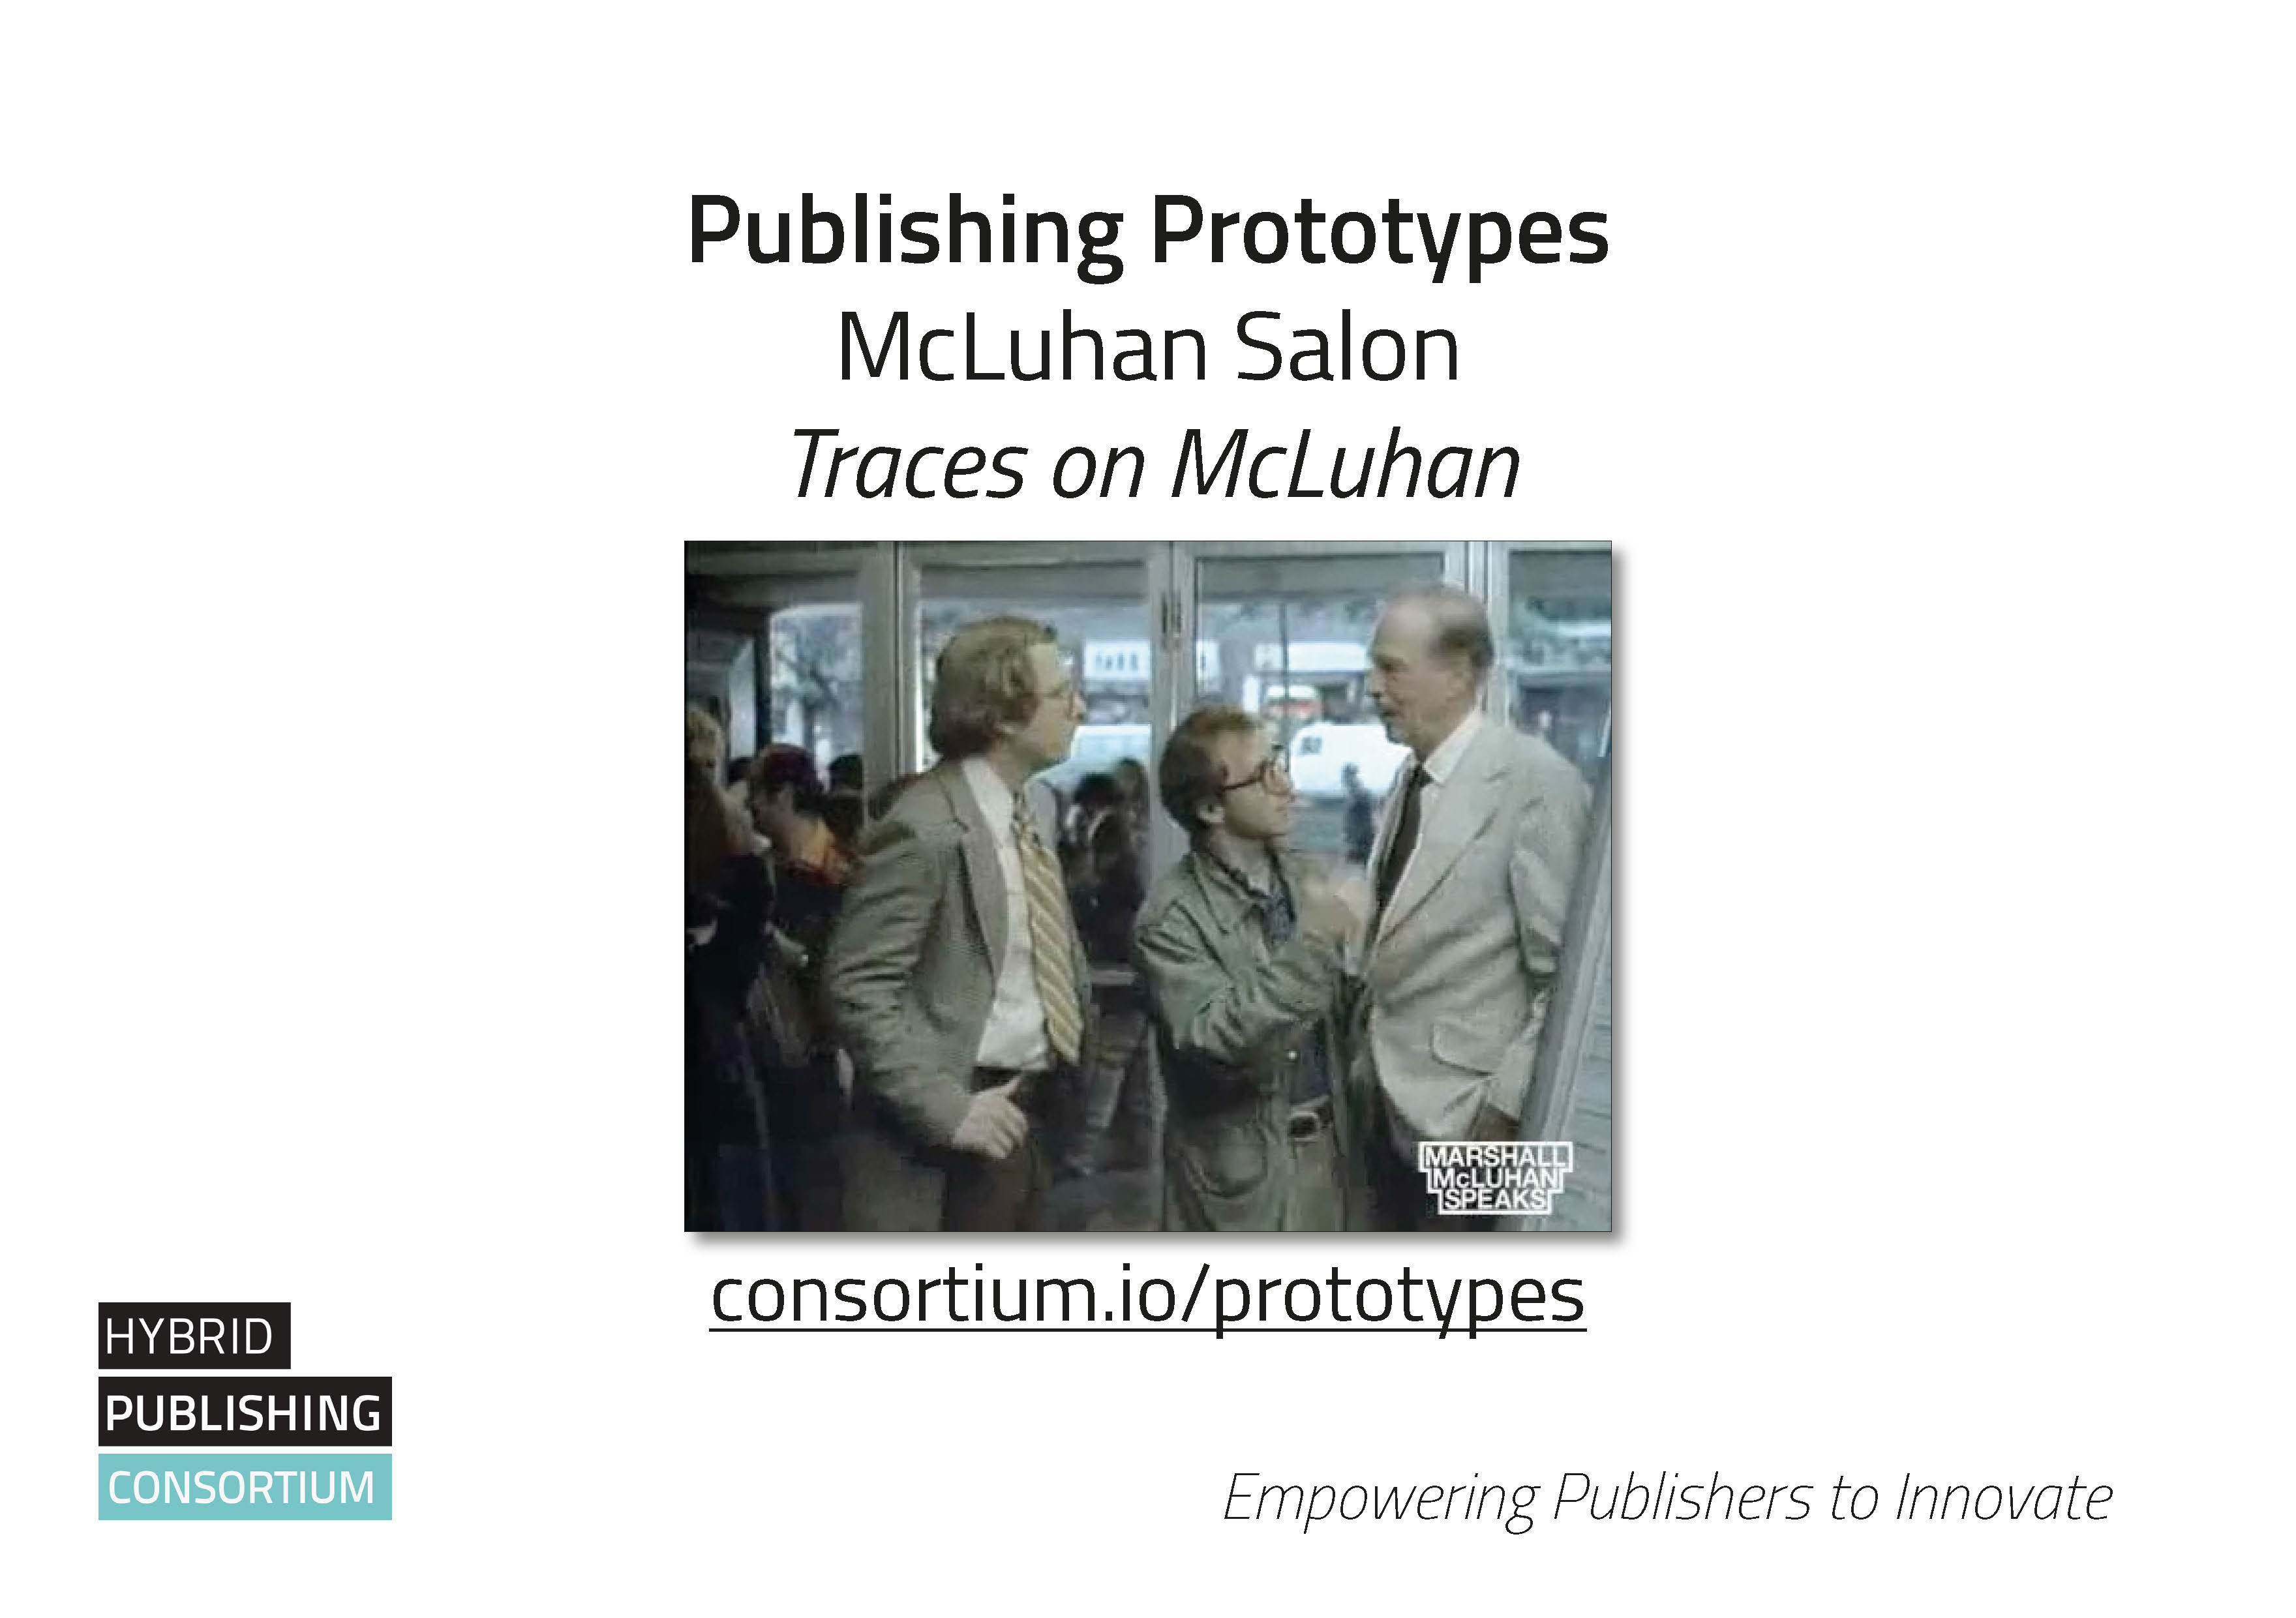 Publishing Prototypes
McLuhan Salon
Traces on McLuhan
MARSHALL
McLUHAN
SPEAKS
consortium.io/prototypes
HYBRID
PUBLISHING
CONSORTIUM
Empowering Publishers to Innovate